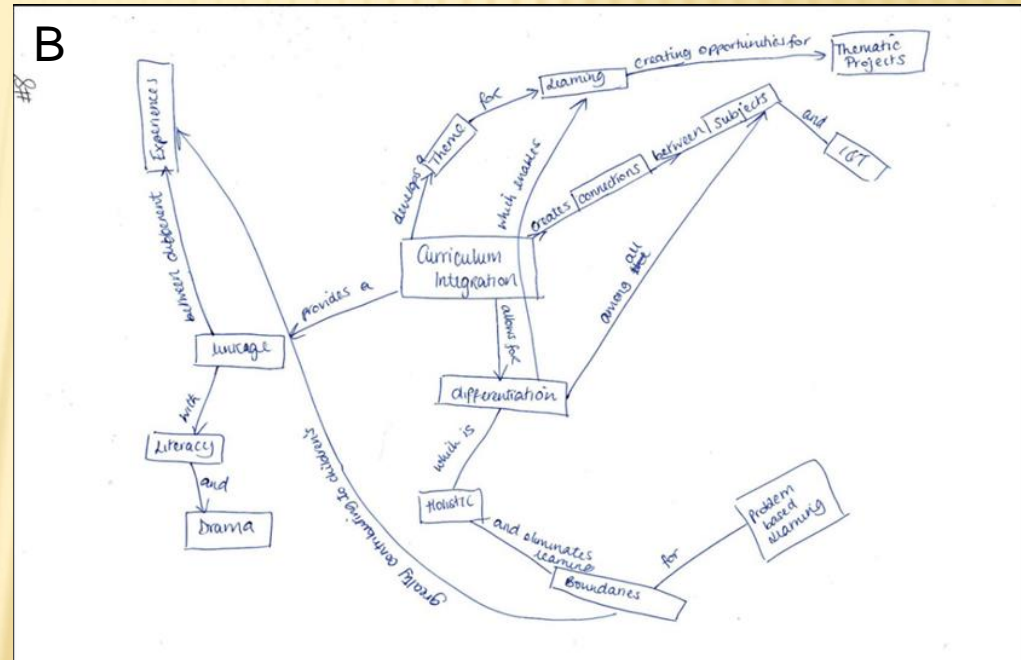 B
#8
Experiences
between different
linkage
with
Literacy
and
Drama
provides a
Curriculum
Integration
develops a
Theme
for
Learning
creating opportunities for
Thematic
Projects
which enables
creates
connections
between
subjects
and
ICT
among all
allows for
differentiation
which is
Holistic
and eliminates
learning
Boundaries
for
Problem
based
Learning
greatly contributing to children's